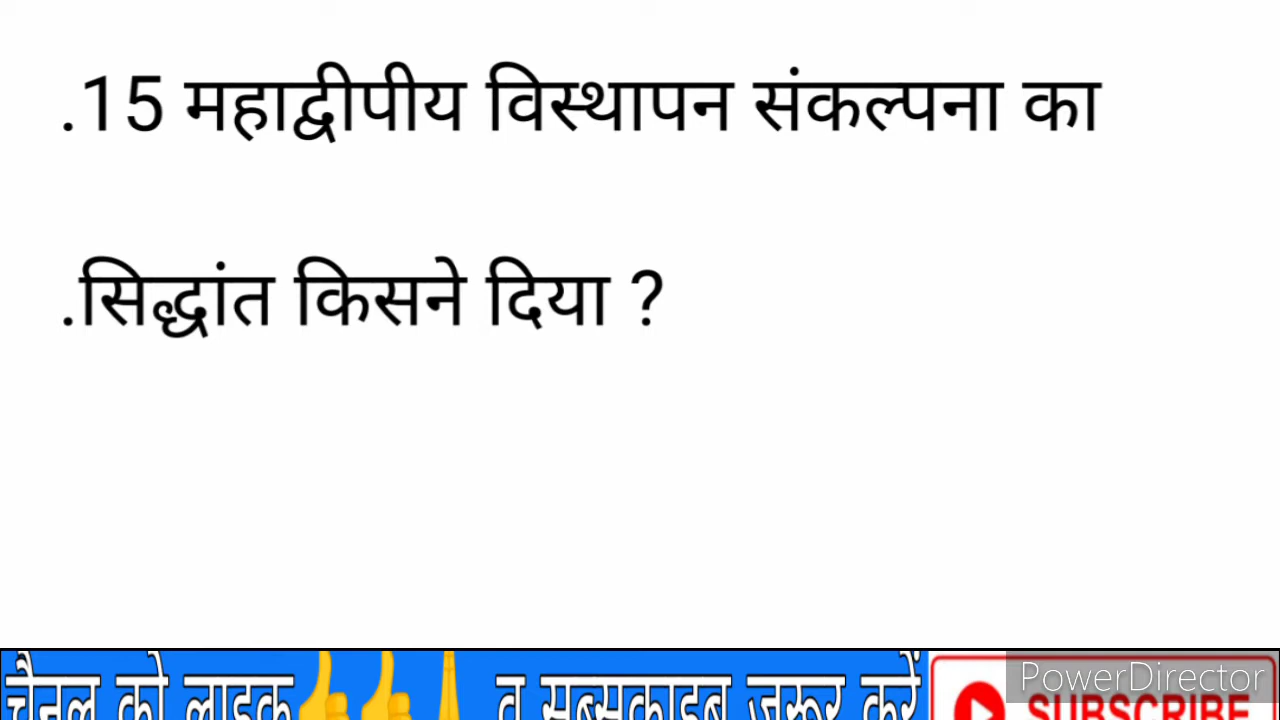 .15 महाद्वीपीय विस्थापन संकल्पना का
.सिद्धांत किसने दिया ?
चैनल को लाइक👍👍🙏 व सब्सक्राइब जरूर करें
PowerDirector
SUBSCRIBE